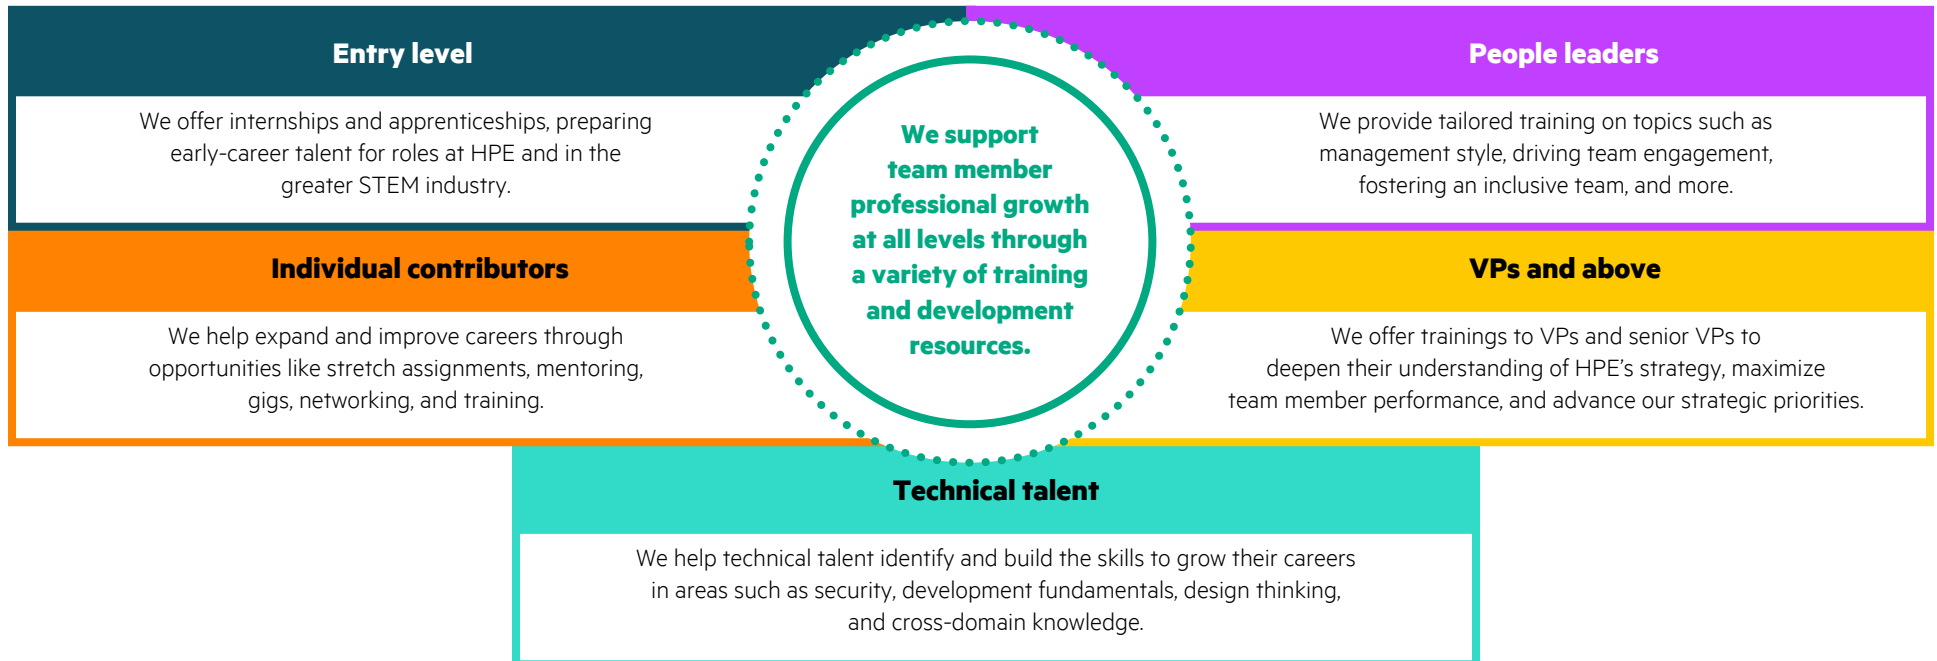 Entry level
We offer internships and apprenticeships, preparing
early-career talent for roles at HPE and in the
greater STEM industry.
Individual contributors
We help expand and improve careers through
opportunities like stretch assignments, mentoring,
gigs, networking, and training.
We support
team member
professional growth
at all levels through
a variety of training
and development
resources.
People leaders
We provide tailored training on topics such as
management style, driving team engagement,
fostering an inclusive team, and more.
VPs and above
We offer trainings to VPs and senior VPs to
deepen their understanding of HPE’s strategy, maximize
team member performance, and advance our strategic priorities.
Technical talent
We help technical talent identify and build the skills to grow their careers
in areas such as security, development fundamentals, design thinking,
and cross-domain knowledge.